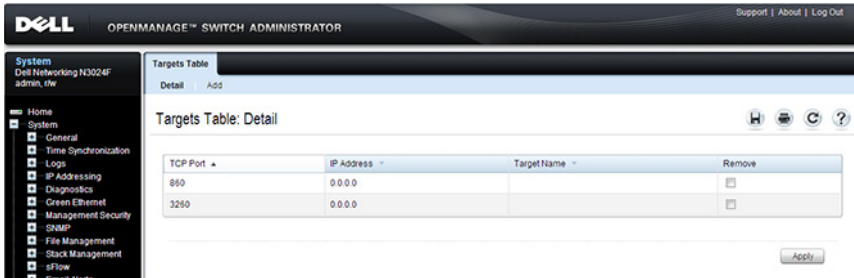 DELL
OPENMANAGE™ SWITCH ADMINISTRATOR
Support | About | Log Out
System
Dell Networking N3024F
admin, r/w
Home
System
General
Time Synchronization
Logs
IP Addressing
Diagnostics
Green Ethernet
Management Security
SNMP
File Management
Stack Management
sFlow
Targets Table
Detail Add
Targets Table: Detail
TCP Port IP Address Target Name Remove
860 0.0.0.0
3260 0.0.0.0
Apply